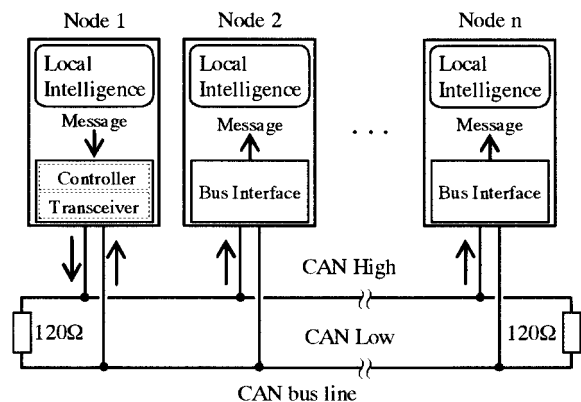 Node 1
Node 2
Node n
Local
Intelligence
Message
Controller
Transceiver
Local
Intelligence
Message
Bus Interface
. . .
Local
Intelligence
Message
Bus Interface
CAN High
120Ω
CAN Low
120Ω
CAN bus line